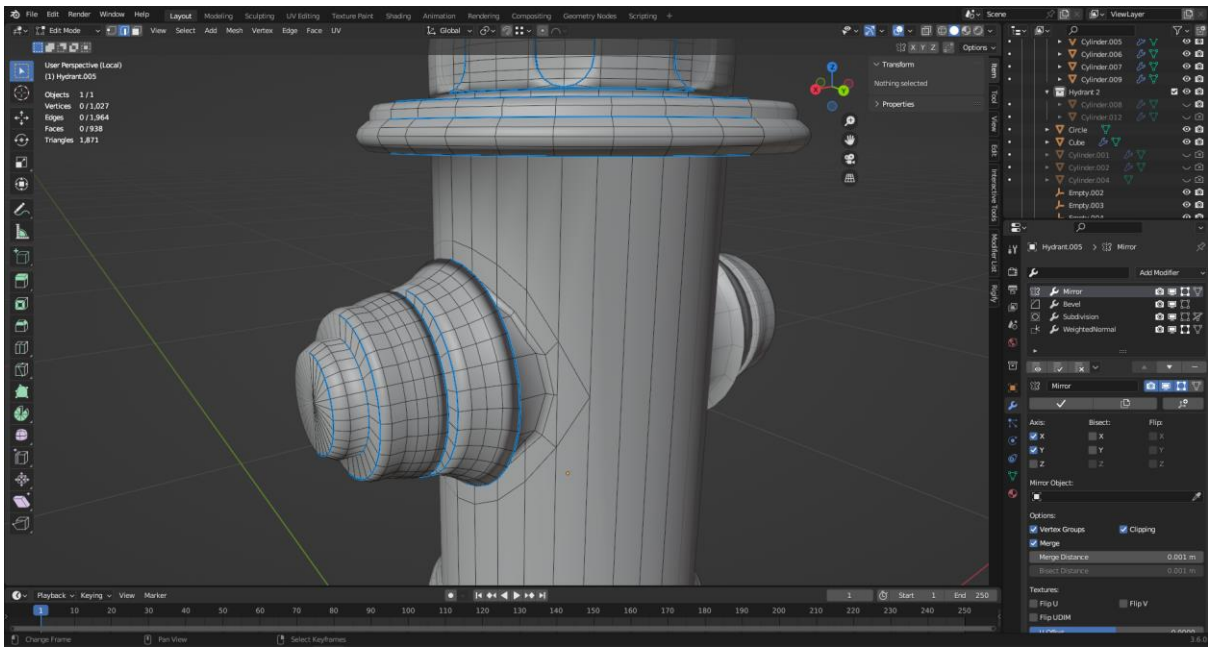 File Edit Render Window Help Layout Modeling Sculpting UV Editing Texture Paint Shading Animation Rendering Compositing Geometry Nodes Scripting + Scene ViewLayer
Edit Mode View Select Add Mesh Vertex Edge Face UV Global
X Y Z Options
User Perspective (Local)
(1) Hydrant.005
Objects 1/1
Vertices 0/1,027
Edges 0/1,964
Faces 0/938
Triangles 1,871
Transform
Nothing selected
Properties
Item
Tool
View
Edit
Interactive Tools
Modifier List
Rigify
Cylinder.005
Cylinder.006
Cylinder.007
Cylinder.009
Hydrant 2
Cylinder.008
Cylinder.012
Circle
Cube
Cylinder.001
Cylinder.002
Cylinder.004
Empty.002
Empty.003
Empty.004
Hydrant.005 Mirror
Add Modifier
Mirror
Bevel
Subdivision
WeightedNormal
Mirror
Axis: Bisect: Flip:
X X X
Y Y Y
Z Z Z
Mirror Object:
Options:
Vertex Groups Clipping
Merge
Merge Distance 0.001 m
Bisect Distance 0.001 m
Textures:
Flip U Flip V
Flip UDIM
U Offset 0.0000
Playback Keying View Marker 1 Start 1 End 250
1 10 20 30 40 50 60 70 80 90 100 110 120 130 140 150 160 170 180 190 200 210 220 230 240 250
Change Frame Pan View Select Keyframes 3.6.0